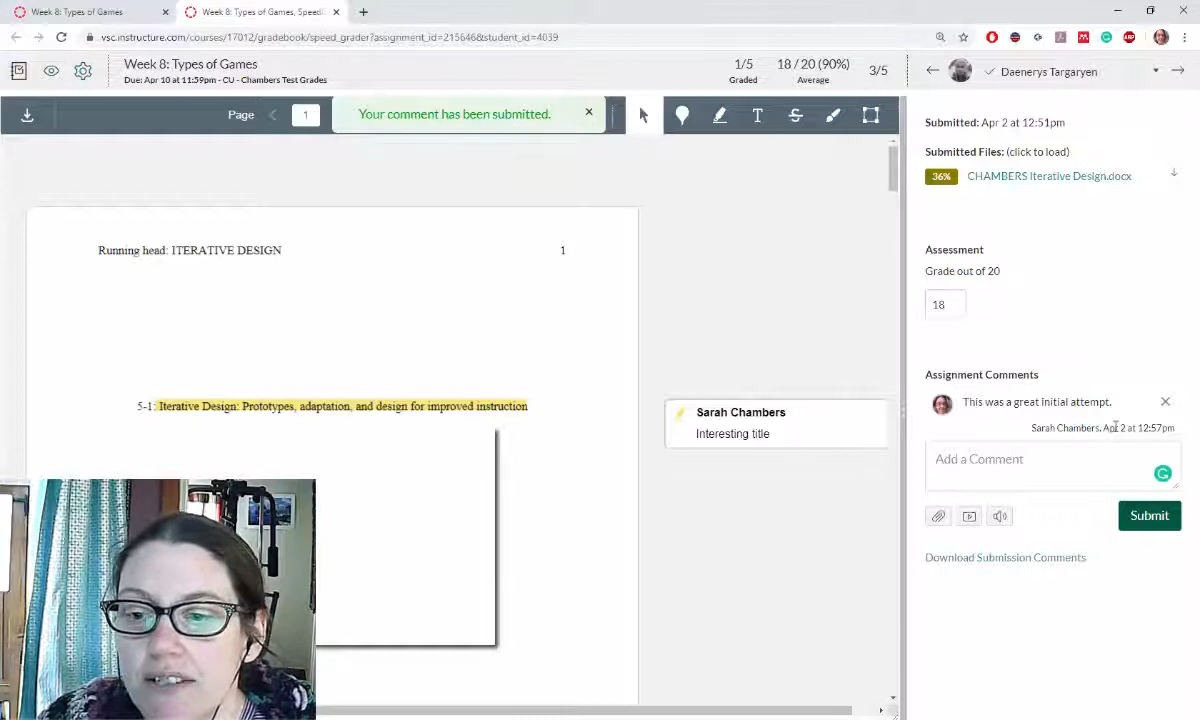 Week 8: Types of Games
Week 8: Types of Games, Speed
vsc.instructure.com/courses/17012/gradebook/speed_grader?assignment_id=215646&student_id=4039
Week 8: Types of Games
Due: Apr 10 at 11:59pm - CU - Chambers Test Grades
1/5
Graded
18 / 20 (90%)
Average
3/5
Daenerys Targaryen
Page
1
Your comment has been submitted.
T
S
Submitted: Apr 2 at 12:51pm
Submitted Files: (click to load)
36%
CHAMBERS Iterative Design.docx
Running head: ITERATIVE DESIGN
1
Assessment
Grade out of 20
18
5-1: Iterative Design: Prototypes, adaptation, and design for improved instruction
Sarah Chambers
Interesting title
Assignment Comments
This was a great initial attempt.
Sarah Chambers, Apr 2 at 12:57pm
Add a Comment
Submit
Download Submission Comments